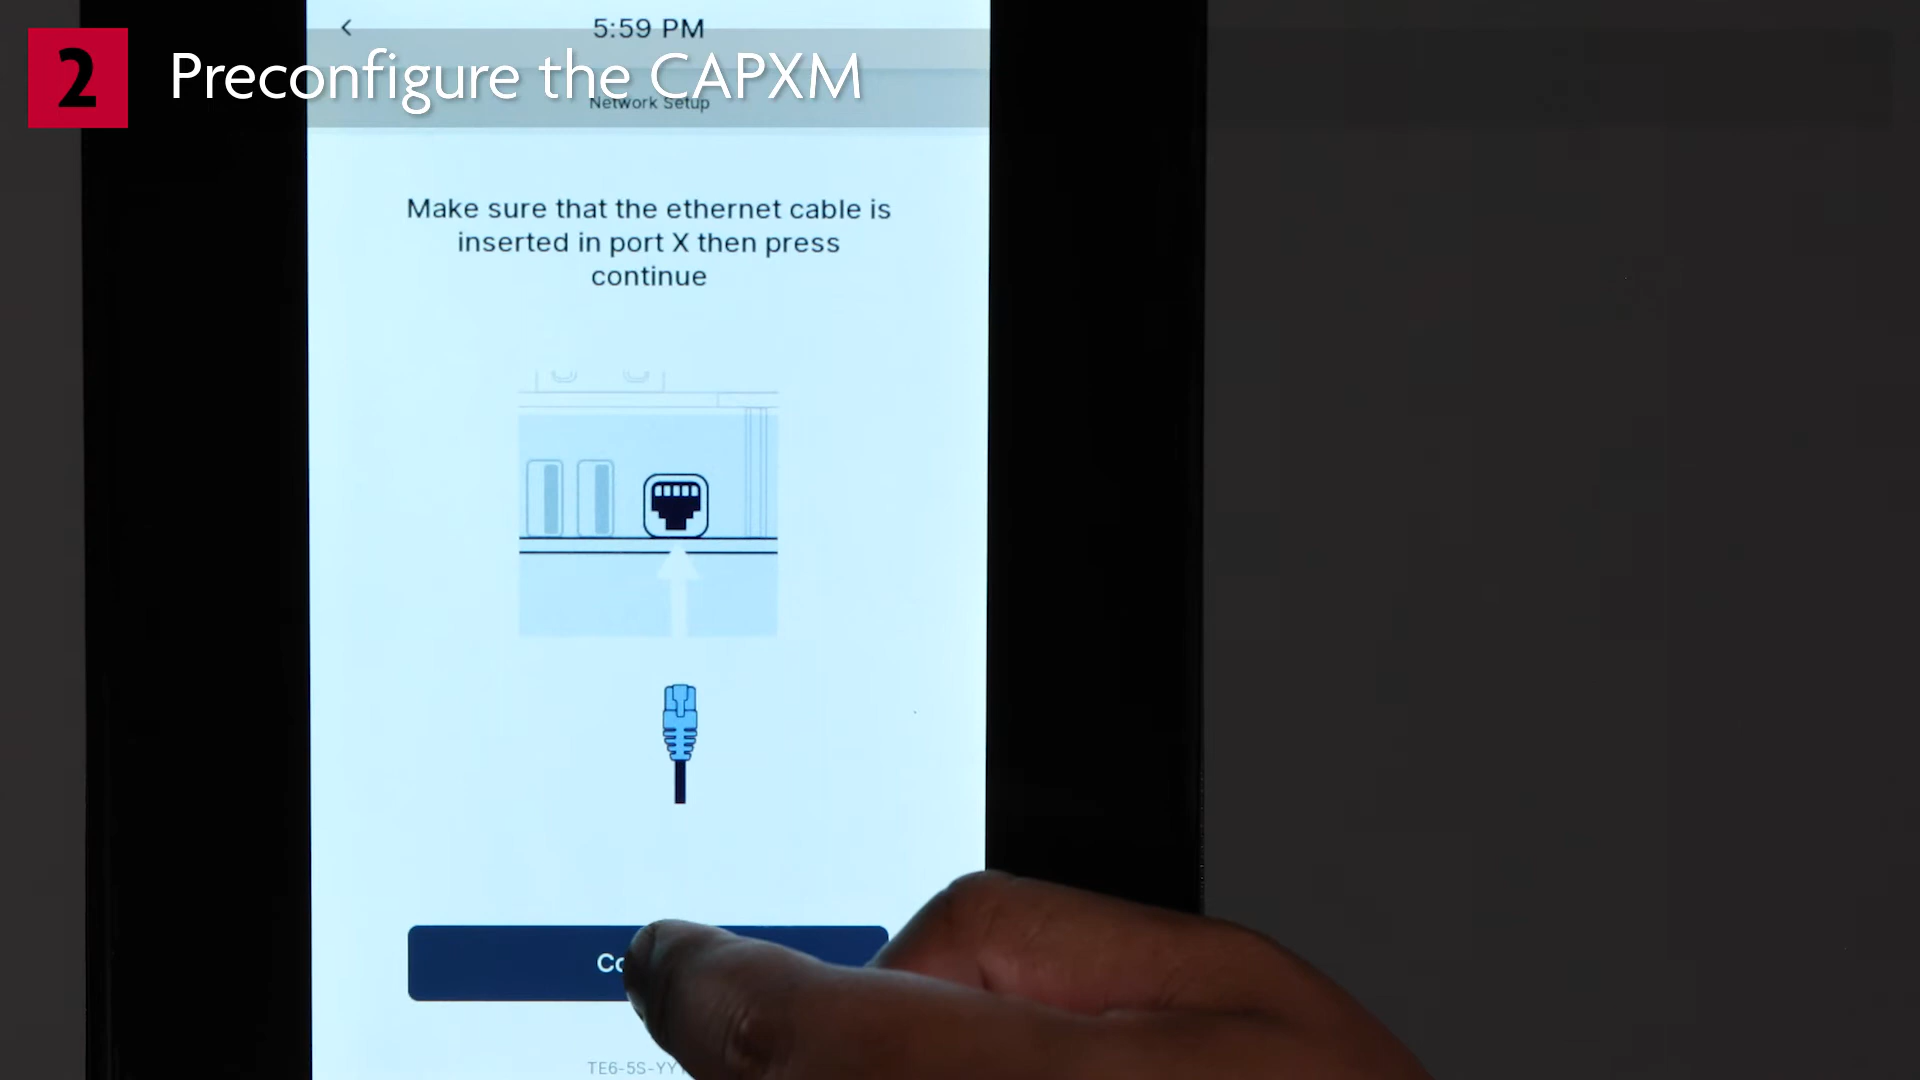 5:59 PM
2 Preconfigure the CAPXM
Network Setup
Make sure that the ethernet cable is
inserted in port X then press
continue